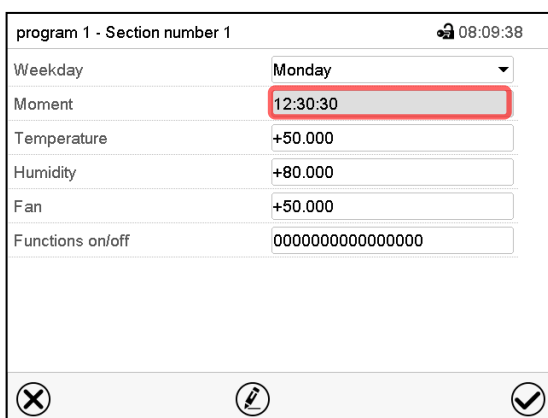 program 1 - Section number 1 08:09:38
Weekday Monday
Moment 12:30:30
Temperature +50.000
Humidity +80.000
Fan +50.000
Functions on/off 0000000000000000